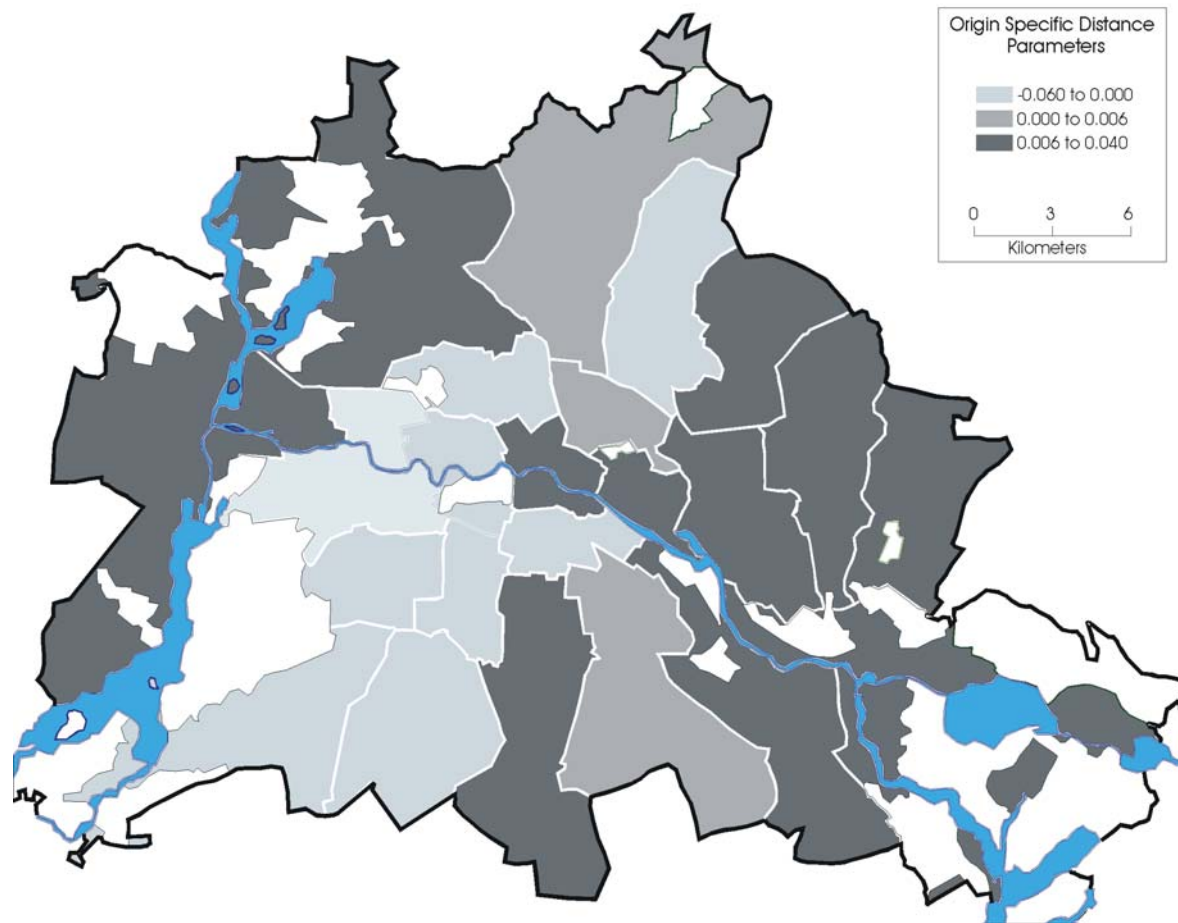 Origin Specific Distance
Parameters
-0.060 to 0.000
0.000 to 0.006
0.006 to 0.040
0 3 6
Kilometers